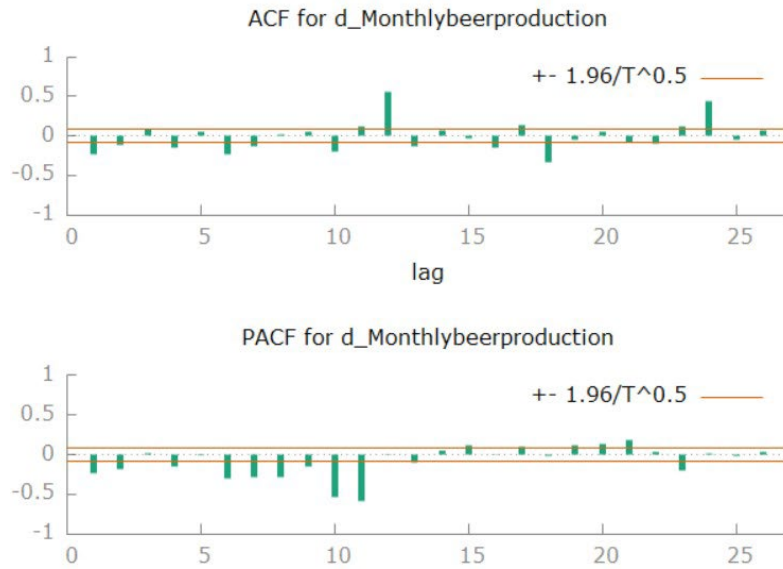 ACF for d_Monthlybeerproduction
1
+- 1.96/T^0.5
0.5
0
-0.5
-1
0 5 10 15 20 25
lag
PACF for d_Monthlybeerproduction
1
+- 1.96/T^0.5
0.5
0
-0.5
-1
0 5 10 15 20 25